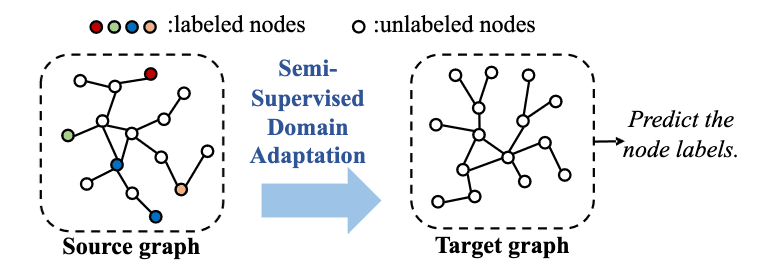 :labeled nodes
:unlabeled nodes
Semi-
Supervised
Domain
Adaptation
Predict the
node labels.
Source graph
Target graph